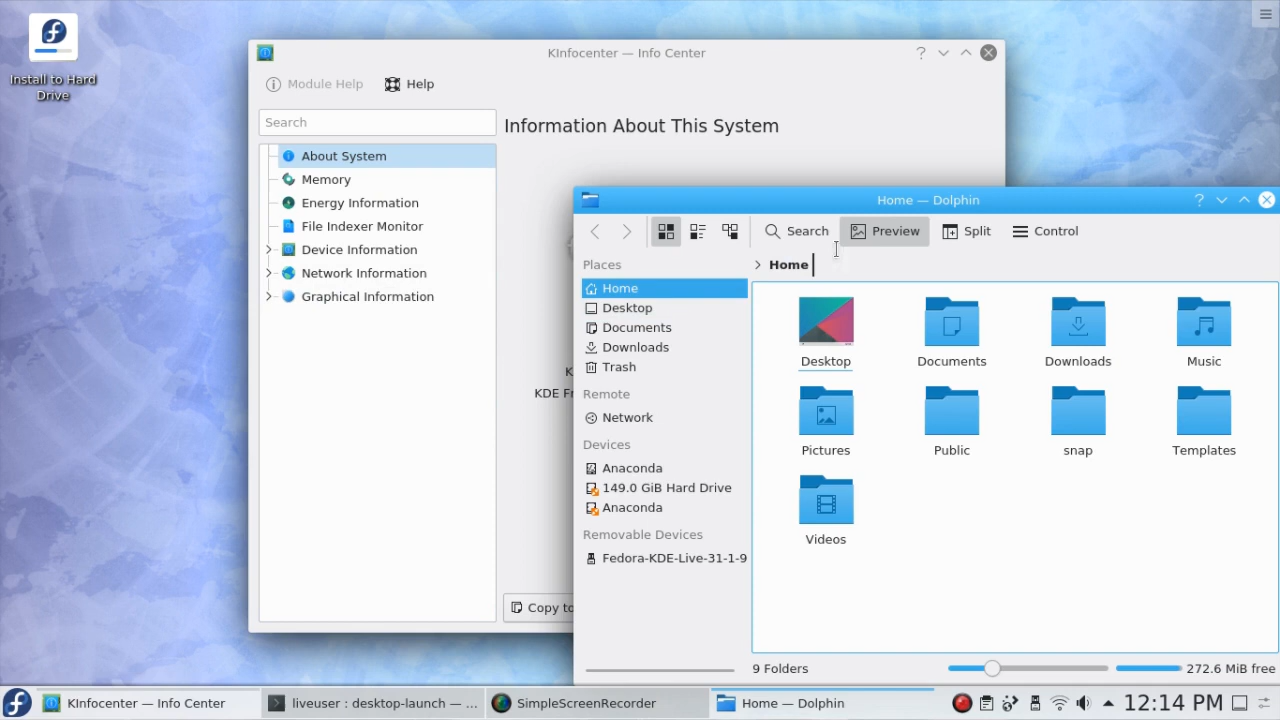 Install to Hard
Drive
KInfocenter — Info Center
Module Help
Help
Search
Information About This System
About System
Memory
Energy Information
File Indexer Monitor
Device Information
Network Information
Graphical Information
KDE
Copy to
Home — Dolphin
Search
Preview
Split
Control
Places
Home
Desktop
Documents
Downloads
Trash
Remote
Network
Devices
Anaconda
149.0 GiB Hard Drive
Anaconda
Removable Devices
Fedora-KDE-Live-31-1-9
Home
Desktop
Documents
Downloads
Music
Pictures
Public
snap
Templates
Videos
9 Folders
272.6 MiB free
KInfocenter — Info Center
liveuser : desktop-launch — ...
SimpleScreenRecorder
Home — Dolphin
12:14 PM